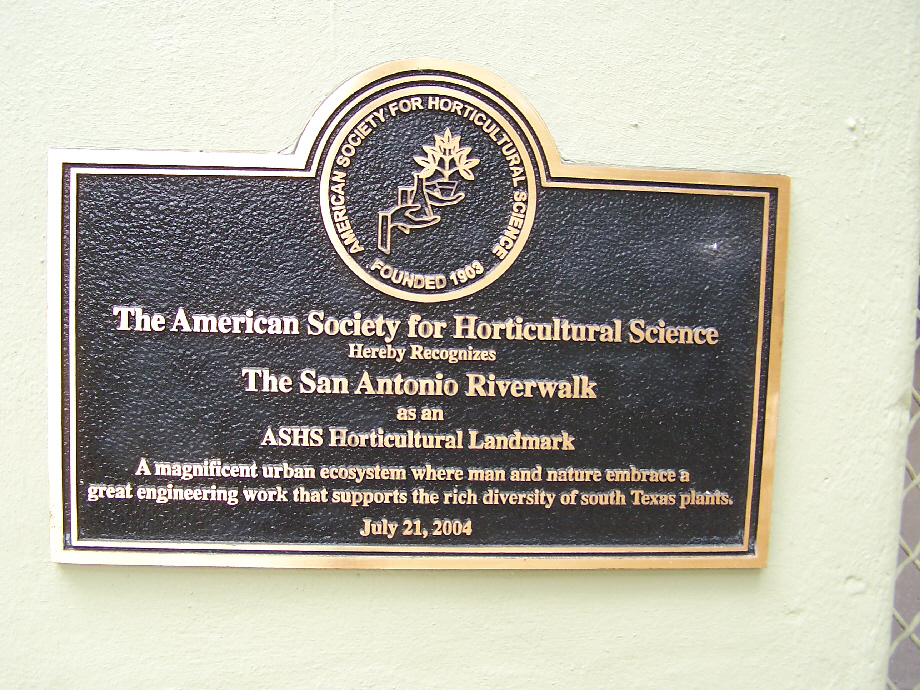 AMERICAN SOCIETY FOR HORTICULTURAL SCIENCE
FOUNDED 1903
The American Society for Horticultural Science
Hereby Recognizes
The San Antonio Riverwalk
as an
ASHS Horticultural Landmark
A magnificent urban ecosystem where man and nature embrace a
great engineering work that supports the rich diversity of south Texas plants.
July 21, 2004